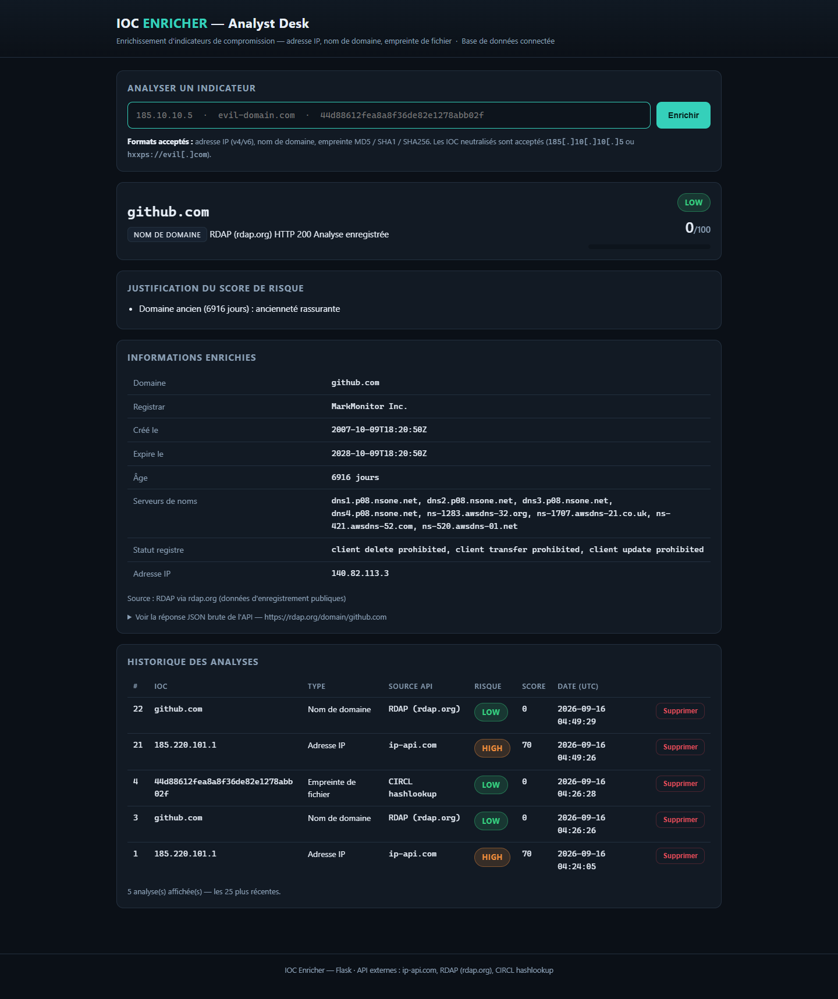 IOC ENRICHER — Analyst Desk
Enrichissement d'indicateurs de compromission — adresse IP, nom de domaine, empreinte de fichier · Base de données connectée
ANALYSER UN INDICATEUR
185.10.10.5 · evil-domain.com · 44d88612fea8a8f36de82e1278abb02f
Enrichir
Formats acceptés : adresse IP (v4/v6), nom de domaine, empreinte MD5 / SHA1 / SHA256. Les IOC neutralisés sont acceptés (185[.]10[.]10[.]5 ou
hxxps://evil[.]com).
github.com
LOW
0/100
NOM DE DOMAINE RDAP (rdap.org) HTTP 200 Analyse enregistrée
JUSTIFICATION DU SCORE DE RISQUE
• Domaine ancien (6916 jours) : ancienneté rassurante
INFORMATIONS ENRICHIES
Domaine github.com
Registrar MarkMonitor Inc.
Créé le 2007-10-09T18:20:50Z
Expire le 2028-10-09T18:20:50Z
Âge 6916 jours
Serveurs de noms dns1.p08.nsone.net, dns2.p08.nsone.net, dns3.p08.nsone.net,
dns4.p08.nsone.net, ns-1283.awsdns-32.org, ns-1707.awsdns-21.co.uk, ns-
421.awsdns-52.com, ns-520.awsdns-01.net
Statut registre client delete prohibited, client transfer prohibited, client update prohibited
Adresse IP 140.82.113.3
Source : RDAP via rdap.org (données d'enregistrement publiques)
▶ Voir la réponse JSON brute de l'API — https://rdap.org/domain/github.com
HISTORIQUE DES ANALYSES
# IOC TYPE SOURCE API RISQUE SCORE DATE (UTC)
22 github.com Nom de domaine RDAP (rdap.org) LOW 0 2026-09-16 Supprimer
04:49:29
21 185.220.101.1 Adresse IP ip-api.com HIGH 70 2026-09-16 Supprimer
04:49:26
4 44d88612fea8a8f36de82e1278abb Empreinte de CIRCL LOW 0 2026-09-16 Supprimer
02f fichier hashlookup 04:26:28
3 github.com Nom de domaine RDAP (rdap.org) LOW 0 2026-09-16 Supprimer
04:26:26
1 185.220.101.1 Adresse IP ip-api.com HIGH 70 2026-09-16 Supprimer
04:24:05
5 analyse(s) affichée(s) — les 25 plus récentes.
IOC Enricher — Flask · API externes : ip-api.com, RDAP (rdap.org), CIRCL hashlookup